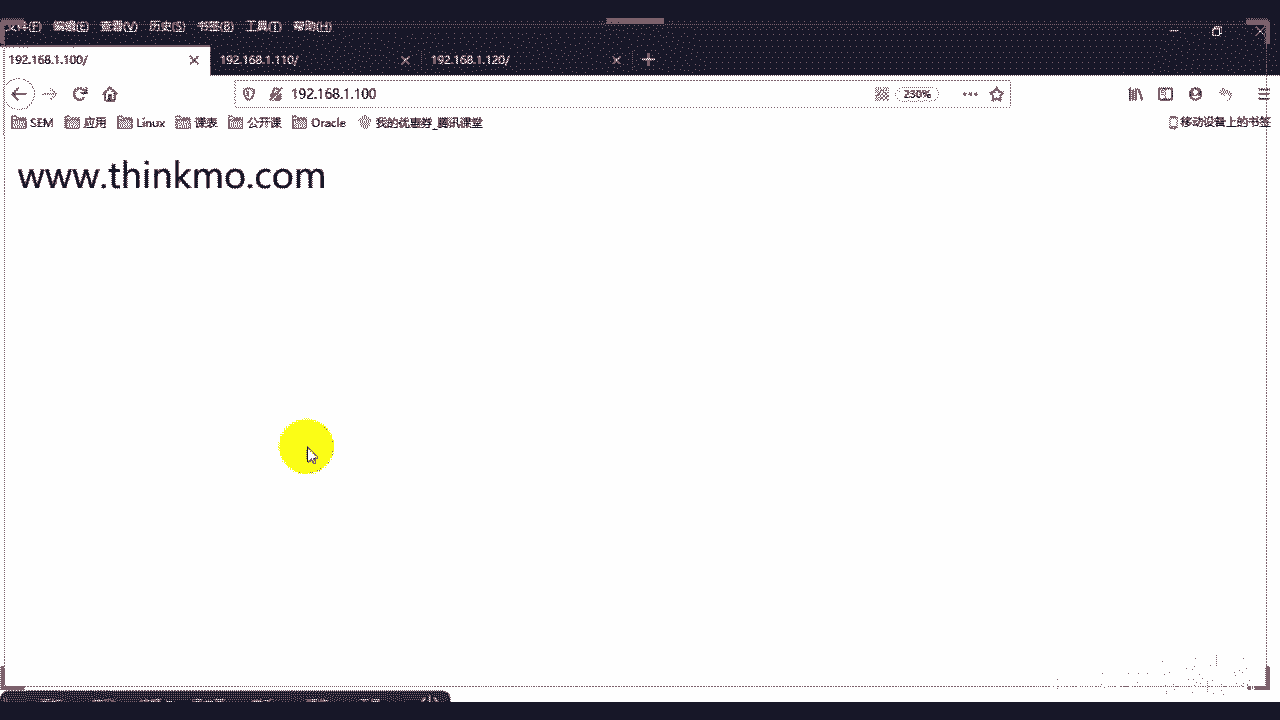 文件(F) 编辑(E) 查看(V) 历史(S) 书签(B) 工具(T) 帮助(H)
192.168.1.100/ 192.168.1.110/ 192.168.1.120/
192.168.1.100 230%
SEM 应用 Linux 课表 公开课 Oracle 我的优惠券_腾讯课堂 移动设备上的书签
www.thinkmo.com